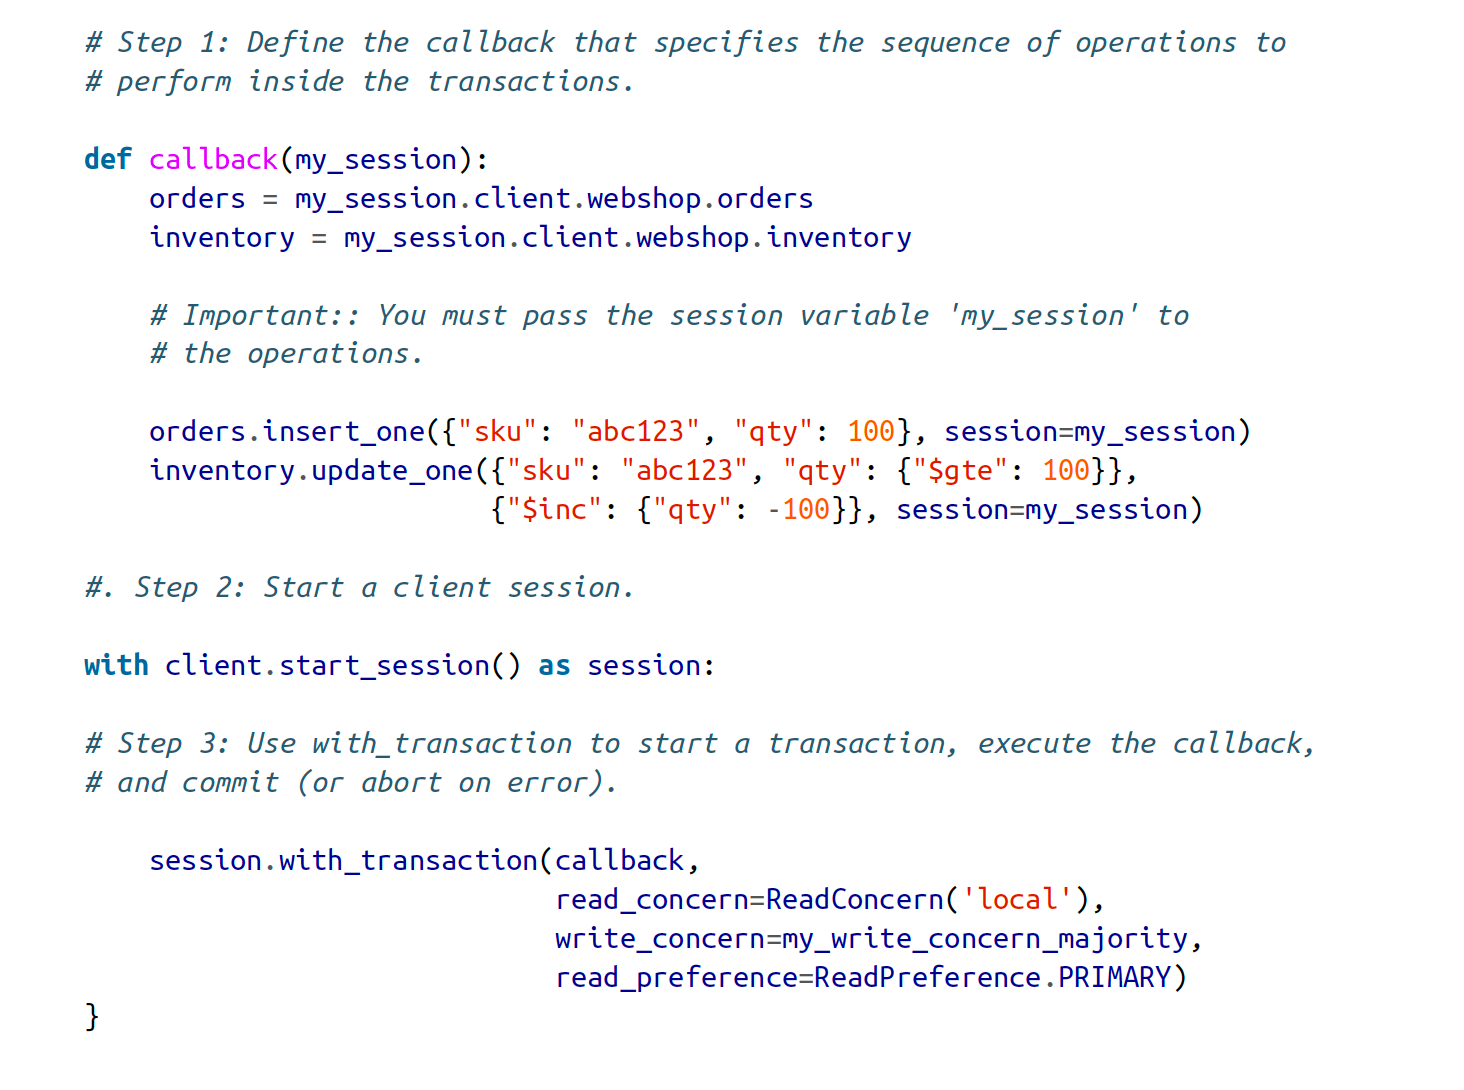 # Step 1: Define the callback that specifies the sequence of operations to
# perform inside the transactions.
def callback(my_session):
    orders = my_session.client.webshop.orders
    inventory = my_session.client.webshop.inventory
    # Important:: You must pass the session variable 'my_session' to
    # the operations.
    orders.insert_one({"sku": "abc123", "qty": 100}, session=my_session)
    inventory.update_one({"sku": "abc123", "qty": {"$gte": 100}},
                         {"$inc": {"qty": -100}}, session=my_session)
#. Step 2: Start a client session.
with client.start_session() as session:
# Step 3: Use with_transaction to start a transaction, execute the callback,
# and commit (or abort on error).
    session.with_transaction(callback,
                             read_concern=ReadConcern('local'),
                             write_concern=my_write_concern_majority,
                             read_preference=ReadPreference.PRIMARY)
}